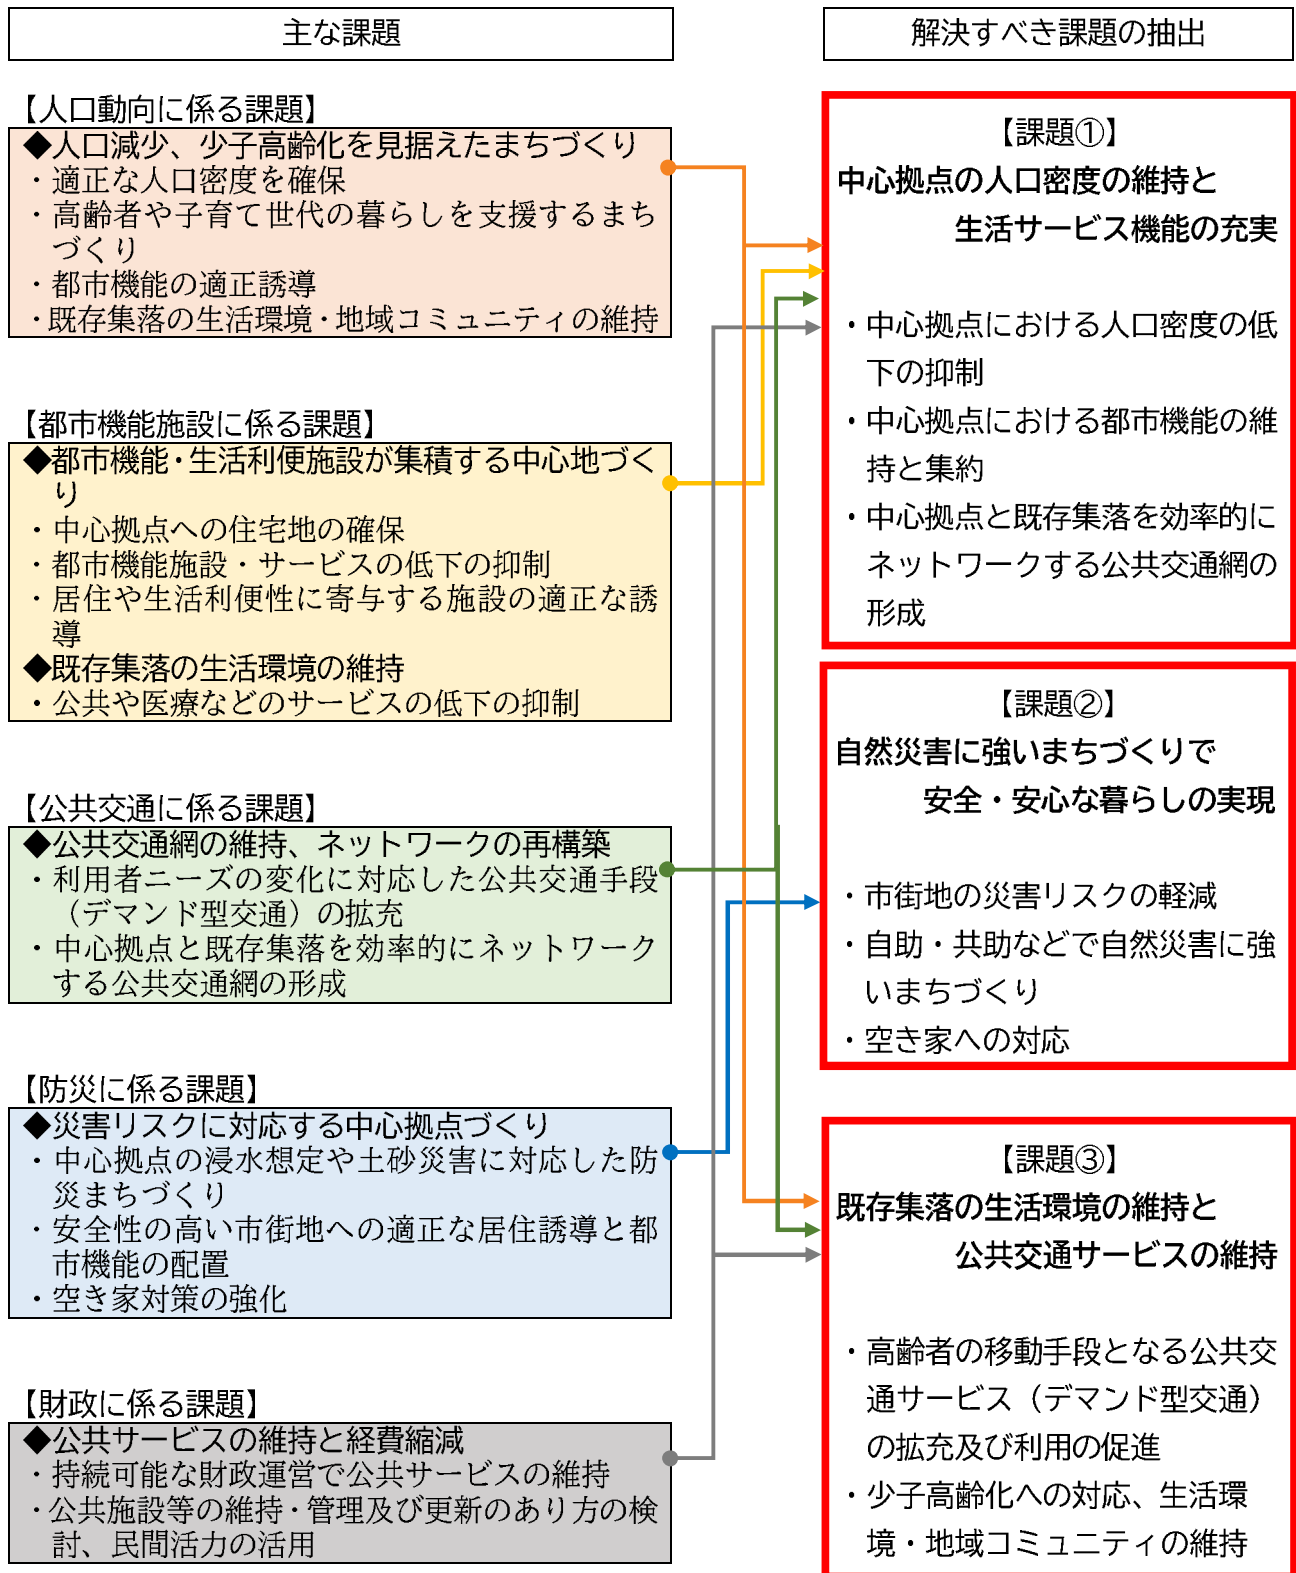 主な課題
【人口動向に係る課題】
◆人口減少、少子高齢化を見据えたまちづくり
・適正な人口密度を確保
・高齢者や子育て世代の暮らしを支援するまち
づくり
・都市機能の適正誘導
・既存集落の生活環境・地域コミュニティの維持
【都市機能施設に係る課題】
◆都市機能・生活利便施設が集積する中心地づく
り
・中心拠点への住宅地の確保
・都市機能施設・サービスの低下の抑制
・居住や生活利便性に寄与する施設の適正な誘
導
◆既存集落の生活環境の維持
・公共や医療などのサービスの低下の抑制
【公共交通に係る課題】
◆公共交通網の維持、ネットワークの再構築
・利用者ニーズの変化に対応した公共交通手段
（デマンド型交通）の拡充
・中心拠点と既存集落を効率的にネットワーク
する公共交通網の形成
【防災に係る課題】
◆災害リスクに対応する中心拠点づくり
・中心拠点の浸水想定や土砂災害に対応した防
災まちづくり
・安全性の高い市街地への適正な居住誘導と都
市機能の配置
・空き家対策の強化
【財政に係る課題】
◆公共サービスの維持と経費縮減
・持続可能な財政運営で公共サービスの維持
・公共施設等の維持・管理及び更新のあり方の検
討、民間活力の活用
解決すべき課題の抽出
【課題①】
中心拠点の人口密度の維持と
生活サービス機能の充実
・中心拠点における人口密度の低
下の抑制
・中心拠点における都市機能の維
持と集約
・中心拠点と既存集落を効率的に
ネットワークする公共交通網の
形成
【課題②】
自然災害に強いまちづくりで
安全・安心な暮らしの実現
・市街地の災害リスクの軽減
・自助・共助などで自然災害に強
いまちづくり
・空き家への対応
【課題③】
既存集落の生活環境の維持と
公共交通サービスの維持
・高齢者の移動手段となる公共交
通サービス（デマンド型交通）
の拡充及び利用の促進
・少子高齢化への対応、生活環
境・地域コミュニティの維持